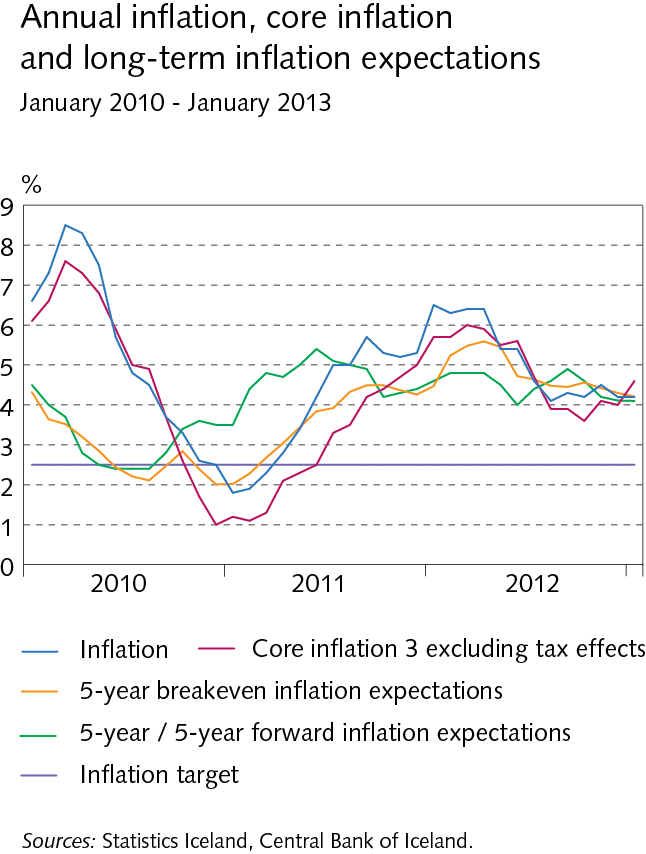 Annual inflation, core inflation
and long-term inflation expectations
January 2010 - January 2013
%
9
8
7
6
5
4
3
2
1
0
2010 2011 2012
Inflation Core inflation 3 excluding tax effects
5-year breakeven inflation expectations
5-year / 5-year forward inflation expectations
Inflation target
Sources: Statistics Iceland, Central Bank of Iceland.